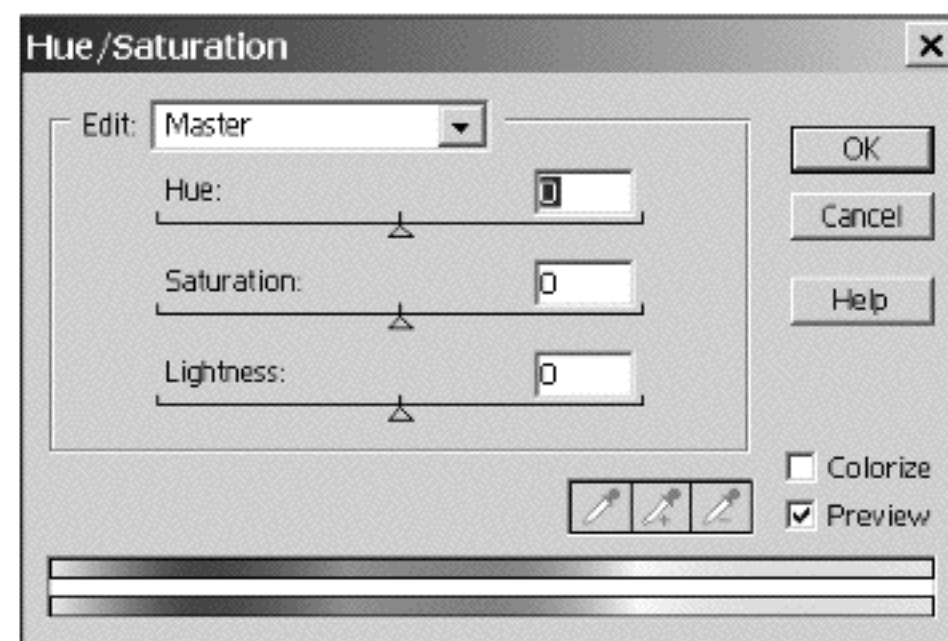 Hue/Saturation
Edit: Master
OK
Hue: 0
Cancel
Saturation: 0
Help
Lightness: 0
Colorize
Preview